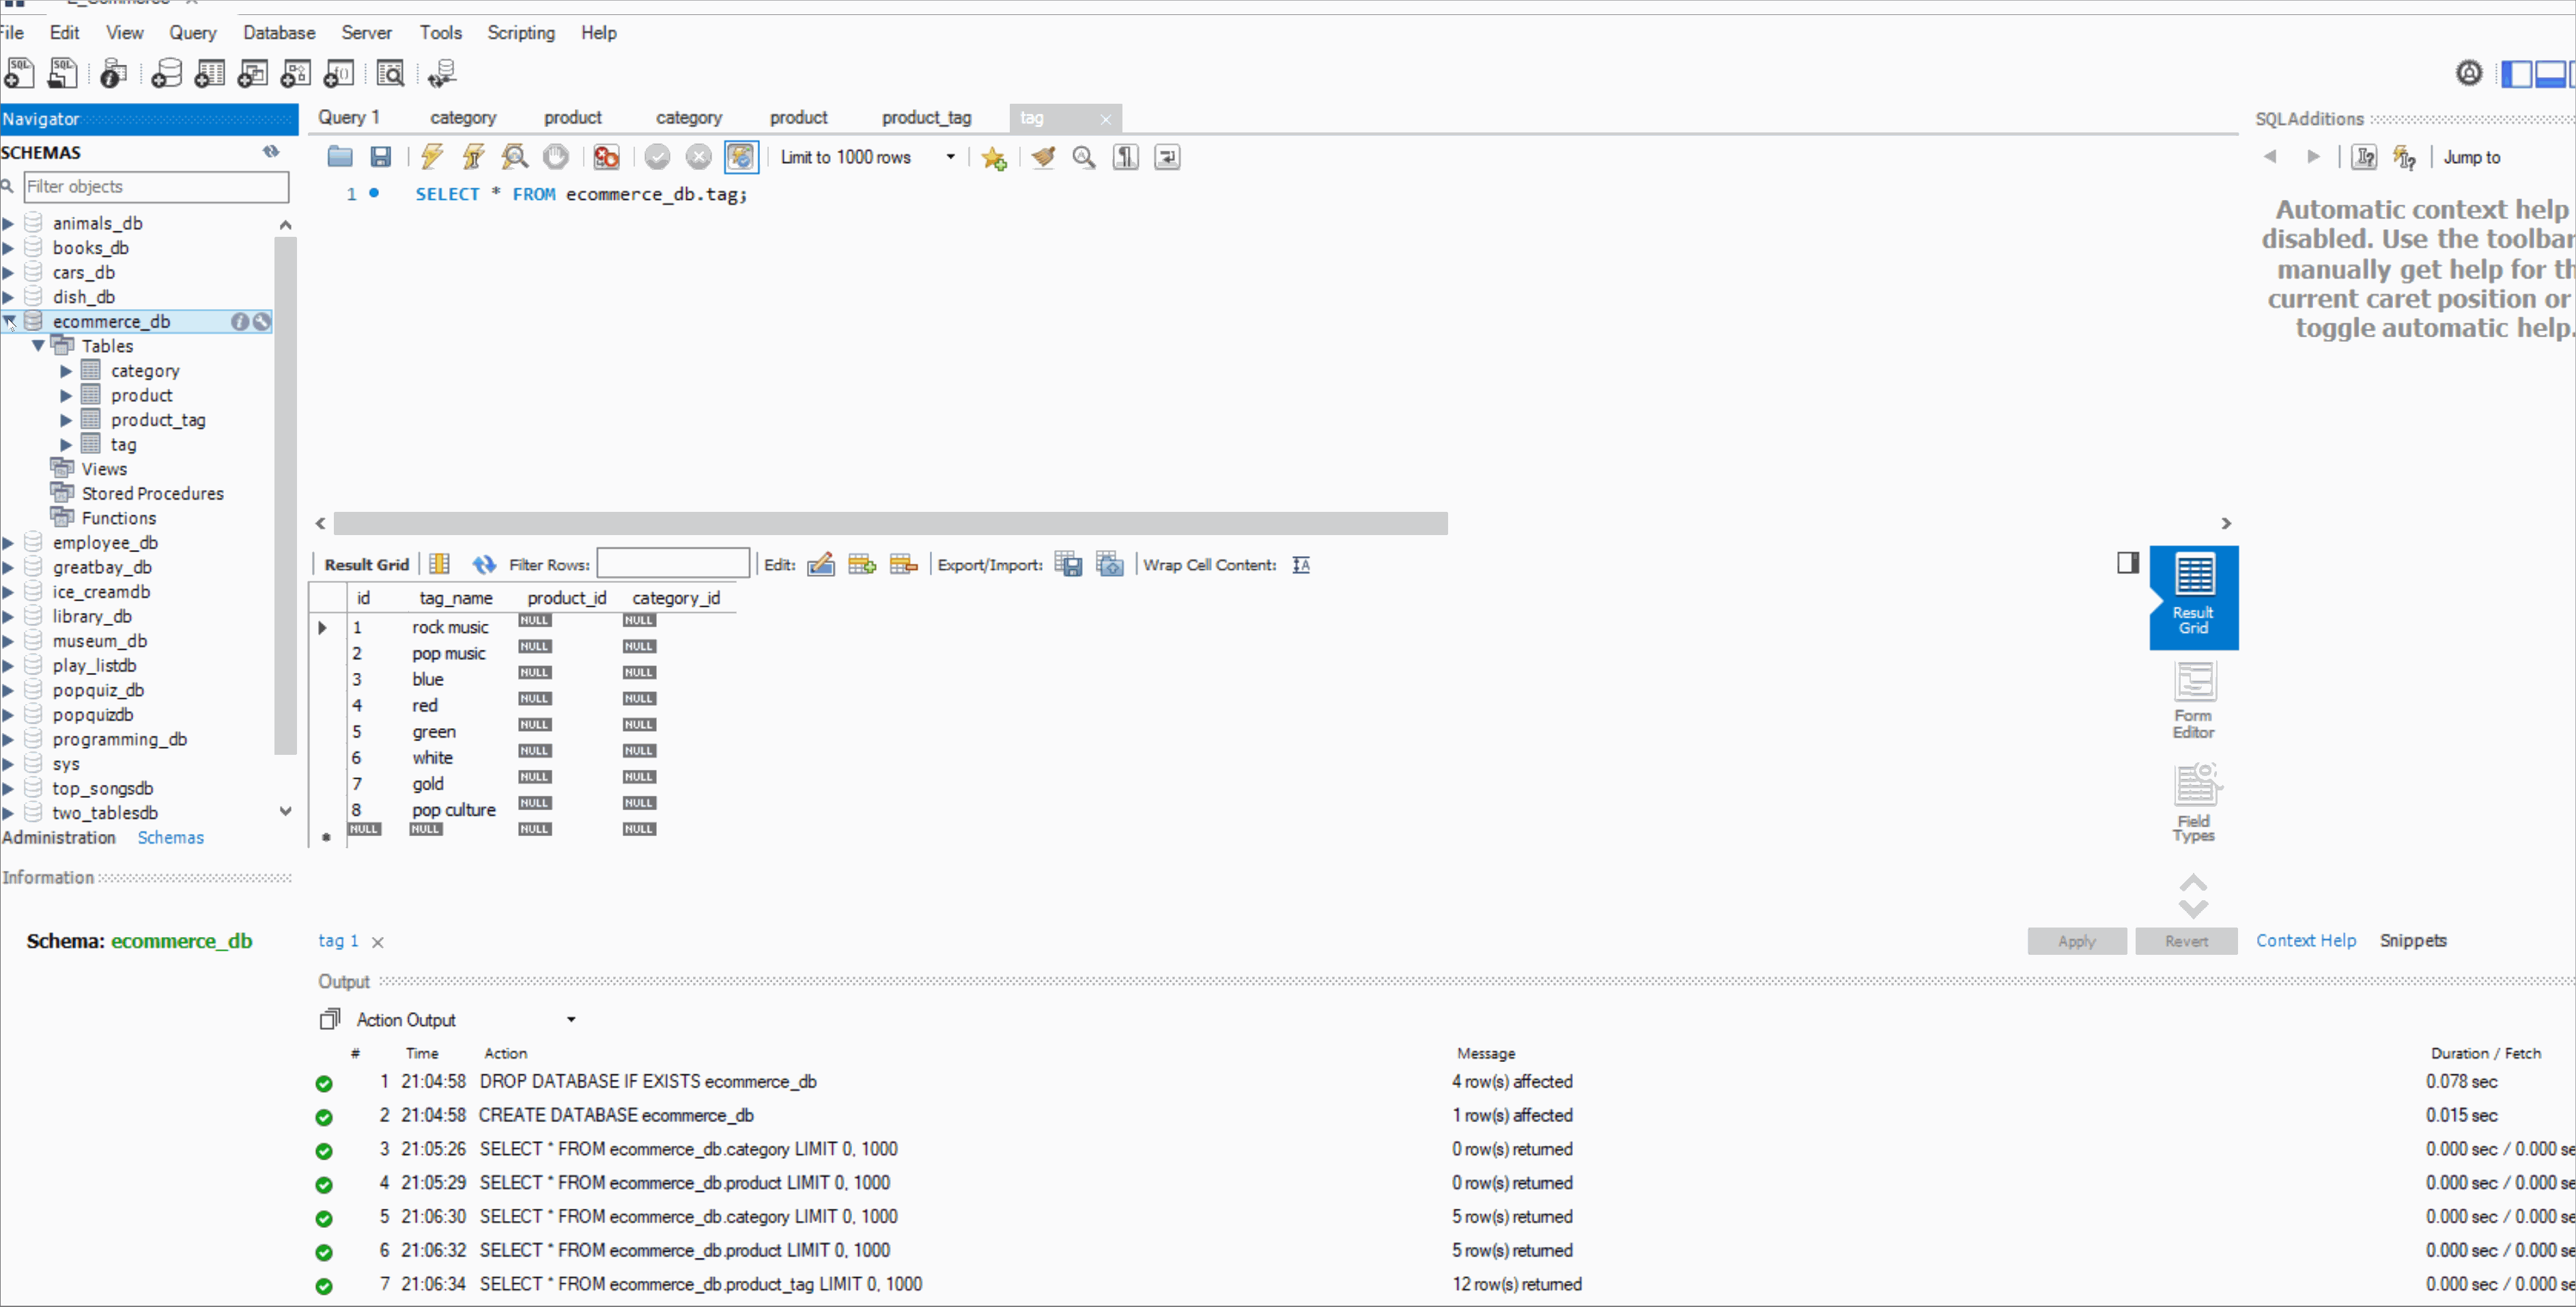 E_Commerce
File Edit View Query Database Server Tools Scripting Help
Navigator
SCHEMAS
Filter objects
animals_db
books_db
cars_db
dish_db
ecommerce_db
Tables
category
product
product_tag
tag
Views
Stored Procedures
Functions
employee_db
greatbay_db
ice_creamdb
library_db
museum_db
play_listdb
popquiz_db
popquizdb
programming_db
sys
top_songsdb
two_tablesdb
Administration Schemas
Information
Schema: ecommerce_db
Query 1 category product category product product_tag tag
Limit to 1000 rows
1 SELECT * FROM ecommerce_db.tag;
Result Grid Filter Rows: Edit: Export/Import: Wrap Cell Content:
id tag_name product_id category_id
1 rock music NULL NULL
2 pop music NULL NULL
3 blue NULL NULL
4 red NULL NULL
5 green NULL NULL
6 white NULL NULL
7 gold NULL NULL
8 pop culture NULL NULL
NULL NULL NULL NULL
Result
Grid
Form
Editor
Field
Types
tag 1
Apply Revert
SQLAdditions
Jump to
Automatic context help
disabled. Use the toolbar
manually get help for th
current caret position or
toggle automatic help.
Context Help Snippets
Output
Action Output
# Time Action Message Duration / Fetch
1 21:04:58 DROP DATABASE IF EXISTS ecommerce_db 4 row(s) affected 0.078 sec
2 21:04:58 CREATE DATABASE ecommerce_db 1 row(s) affected 0.015 sec
3 21:05:26 SELECT * FROM ecommerce_db.category LIMIT 0, 1000 0 row(s) returned 0.000 sec / 0.000 se
4 21:05:29 SELECT * FROM ecommerce_db.product LIMIT 0, 1000 0 row(s) returned 0.000 sec / 0.000 se
5 21:06:30 SELECT * FROM ecommerce_db.category LIMIT 0, 1000 5 row(s) returned 0.000 sec / 0.000 se
6 21:06:32 SELECT * FROM ecommerce_db.product LIMIT 0, 1000 5 row(s) returned 0.000 sec / 0.000 se
7 21:06:34 SELECT * FROM ecommerce_db.product_tag LIMIT 0, 1000 12 row(s) returned 0.000 sec / 0.000 se